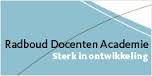 Radboud Docenten Academie
Sterk in ontwikkeling